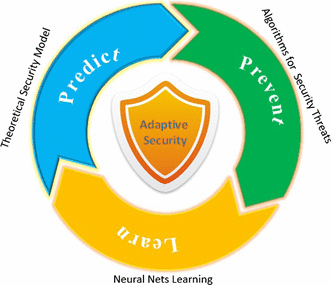 Theoretical Security Model
Predict
Prevent
Algorithms for Security
Threats
Adaptive
Security
Learn
Neural Nets Learning